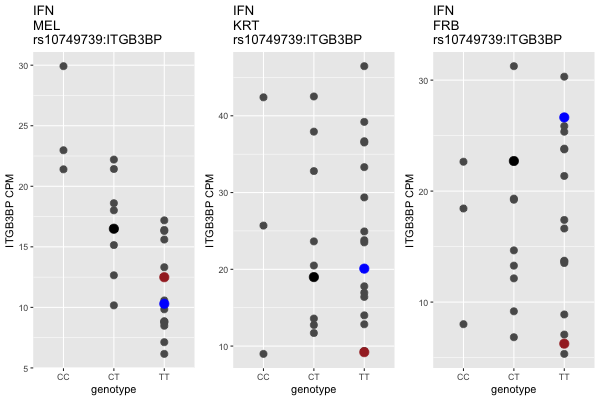 IFN
MEL
rs10749739:ITGB3BP
ITGB3BP CPM
30
25
20
15
10
5
CC
CT
TT
genotype
IFN
KRT
rs10749739:ITGB3BP
ITGB3BP CPM
40
30
20
10
CC
CT
TT
genotype
IFN
FRB
rs10749739:ITGB3BP
ITGB3BP CPM
30
20
10
CC
CT
TT
genotype